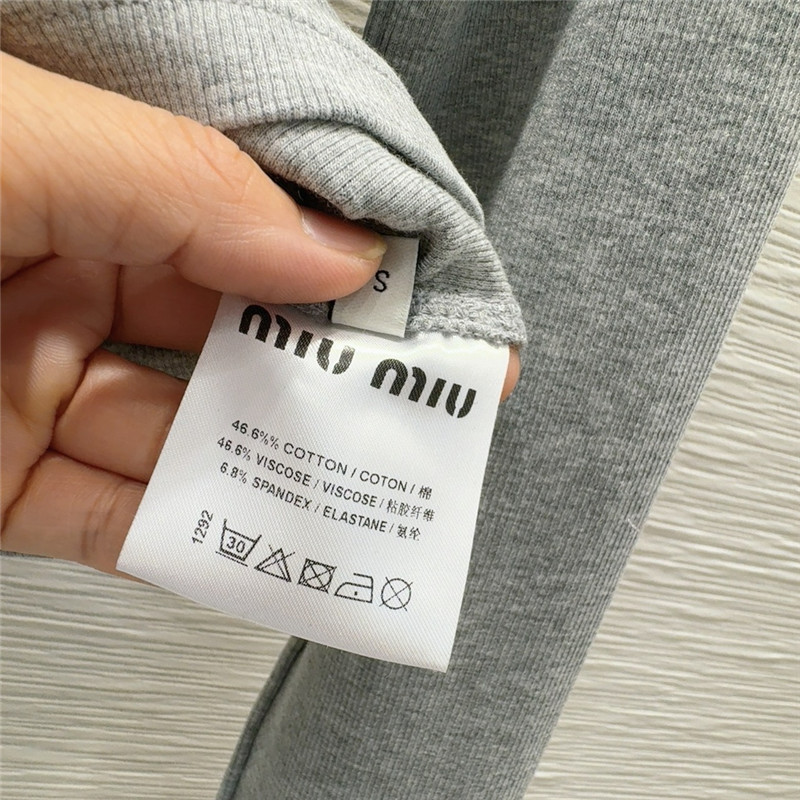 S
miu miu
46.6%% COTTON / COTON / 棉
46.6% VISCOSE / VISCOSE / 粘胶纤维
6.8% SPANDEX / ELASTANE / 氨纶
1292
30